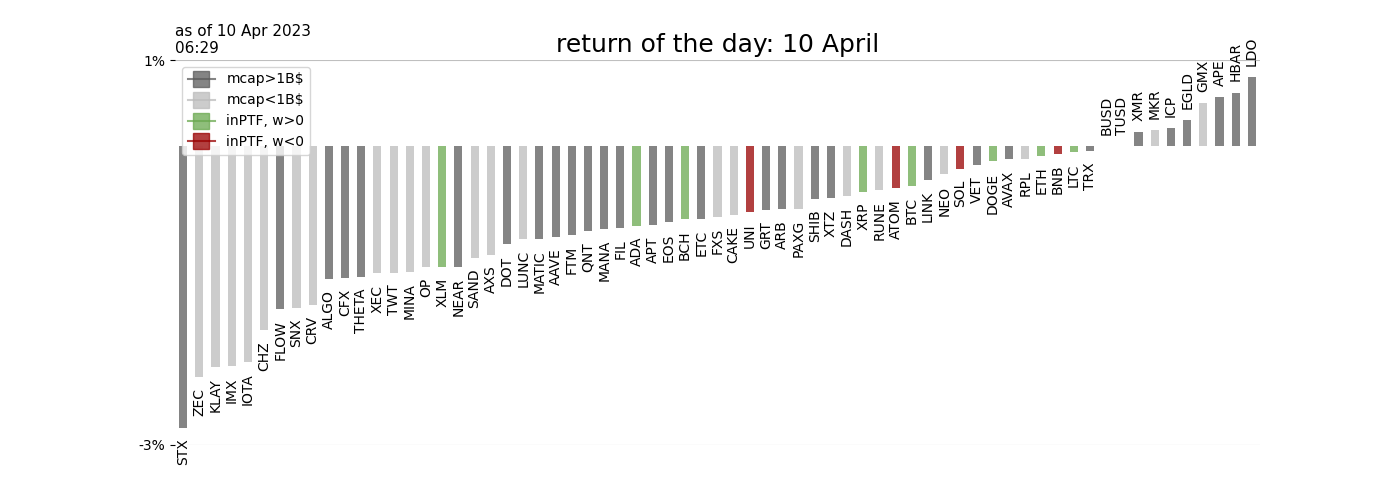 as of 10 Apr 2023
06:29
return of the day: 10 April
1%
mcap>1B$
mcap<1B$
inPTF, w>0
inPTF, w<0
-3%
STX
ZEC
KLAY
IMX
IOTA
CHZ
FLOW
SNX
CRV
ALGO
CFX
THETA
XEC
TWT
MINA
OP
XLM
NEAR
SAND
AXS
DOT
LUNC
MATIC
AAVE
FTM
QNT
MANA
FIL
ADA
APT
EOS
BCH
ETC
FXS
CAKE
UNI
GRT
ARB
PAXG
SHIB
XTZ
DASH
XRP
RUNE
ATOM
BTC
LINK
NEO
SOL
VET
DOGE
AVAX
RPL
ETH
BNB
LTC
TRX
BUSD
TUSD
XMR
MKR
ICP
EGLD
GMX
APE
HBAR
LDO